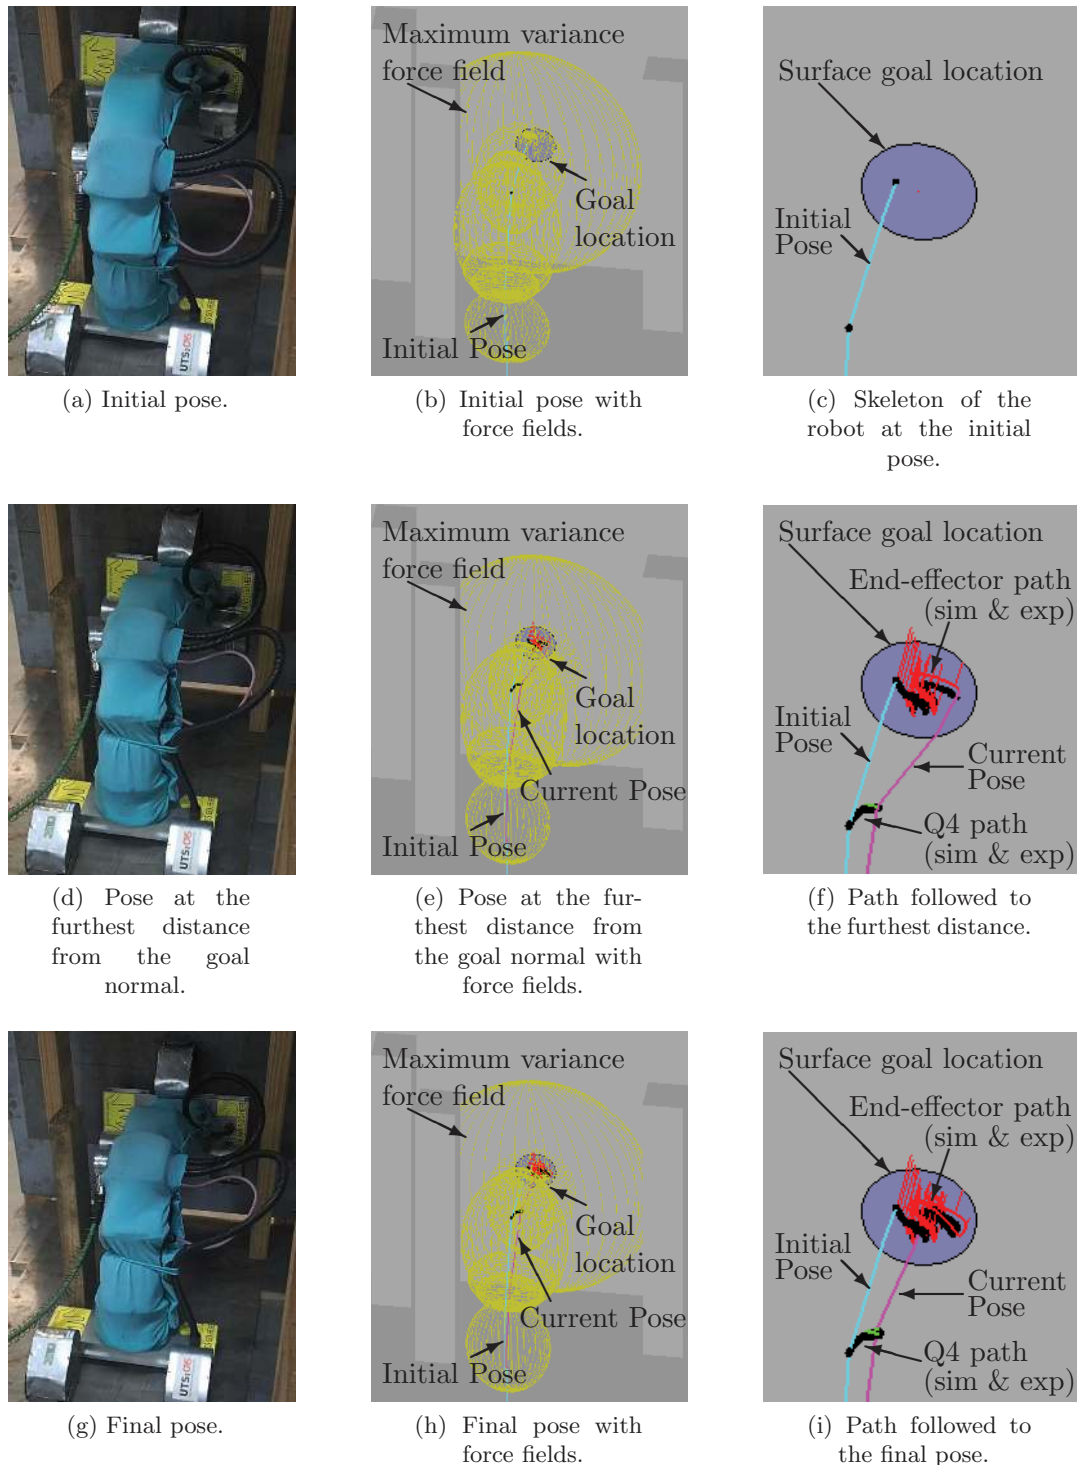 UTS:CAS
Maximum variance
force field
Goal
location
Initial Pose
Surface goal location
Initial
Pose
(a) Initial pose.
(b) Initial pose with
force fields.
(c) Skeleton of the
robot at the initial
pose.
UTS:CAS
Maximum variance
force field
Goal
location
Current Pose
Initial Pose
Surface goal location
End-effector path
(sim & exp)
Initial
Pose
Current
Pose
Q4 path
(sim & exp)
(d) Pose at the
furthest distance
from the goal
normal.
(e) Pose at the fur-
thest distance from
the goal normal with
force fields.
(f) Path followed to
the furthest distance.
UTS:CAS
Maximum variance
force field
Goal
location
Current Pose
Initial Pose
Surface goal location
End-effector path
(sim & exp)
Initial
Pose
Current
Pose
Q4 path
(sim & exp)
(g) Final pose.
(h) Final pose with
force fields.
(i) Path followed to
the final pose.